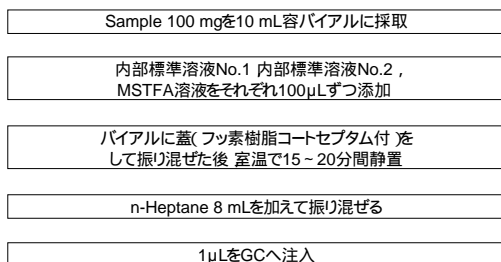 Sample 100 mgを10 mL容バイアルに採取
内部標準溶液No.1 内部標準溶液No.2 ,
MSTFA溶液をそれぞれ100μLずつ添加
バイアルに蓋(フッ素樹脂コートセプタム付)を
して振り混ぜた後 室温で15~20分間静置
n-Heptane 8 mLを加えて振り混ぜる
1μLをGCへ注入